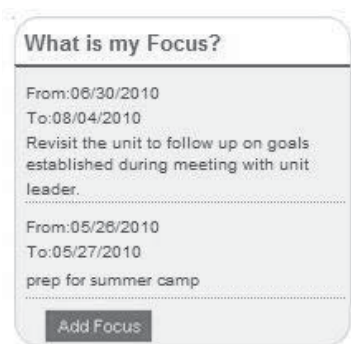 What is my Focus?
From:06/30/2010
To:08/04/2010
Revisit the unit to follow up on goals
established during meeting with unit
leader.
From:05/26/2010
To:05/27/2010
prep for summer camp
Add Focus